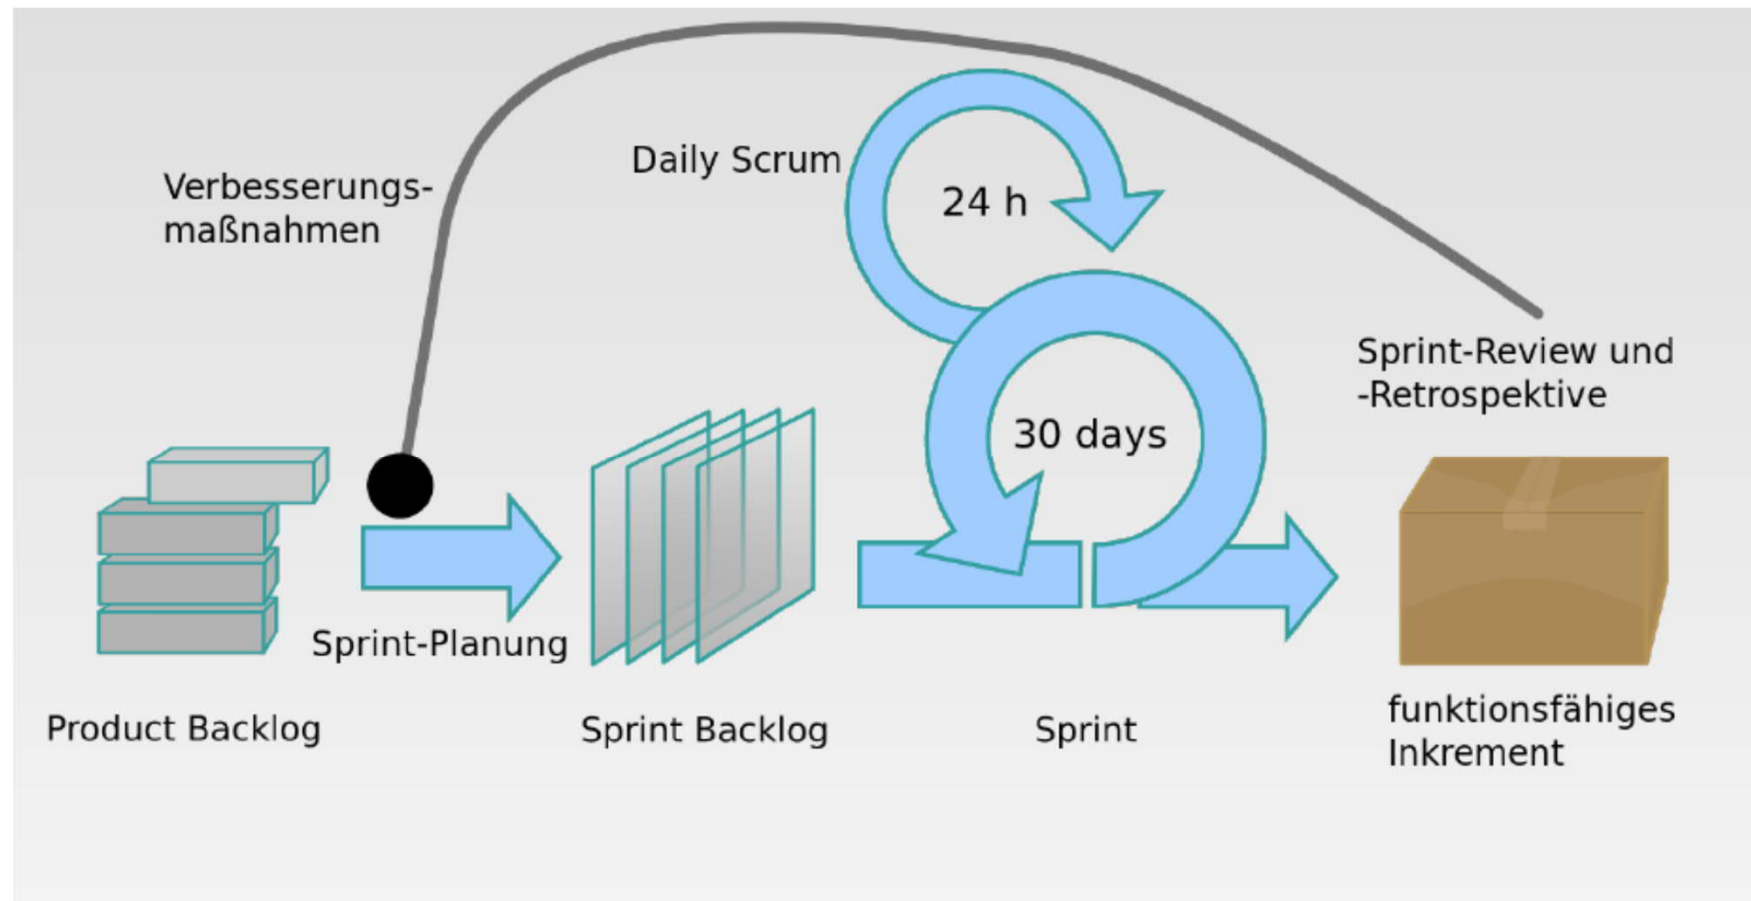 Daily Scrum
24 h
Verbesserungs-
maßnahmen
Sprint-Review und
-Retrospektive
30 days
Sprint-Planung
Product Backlog
Sprint Backlog
Sprint
funktionsfähiges
Inkrement